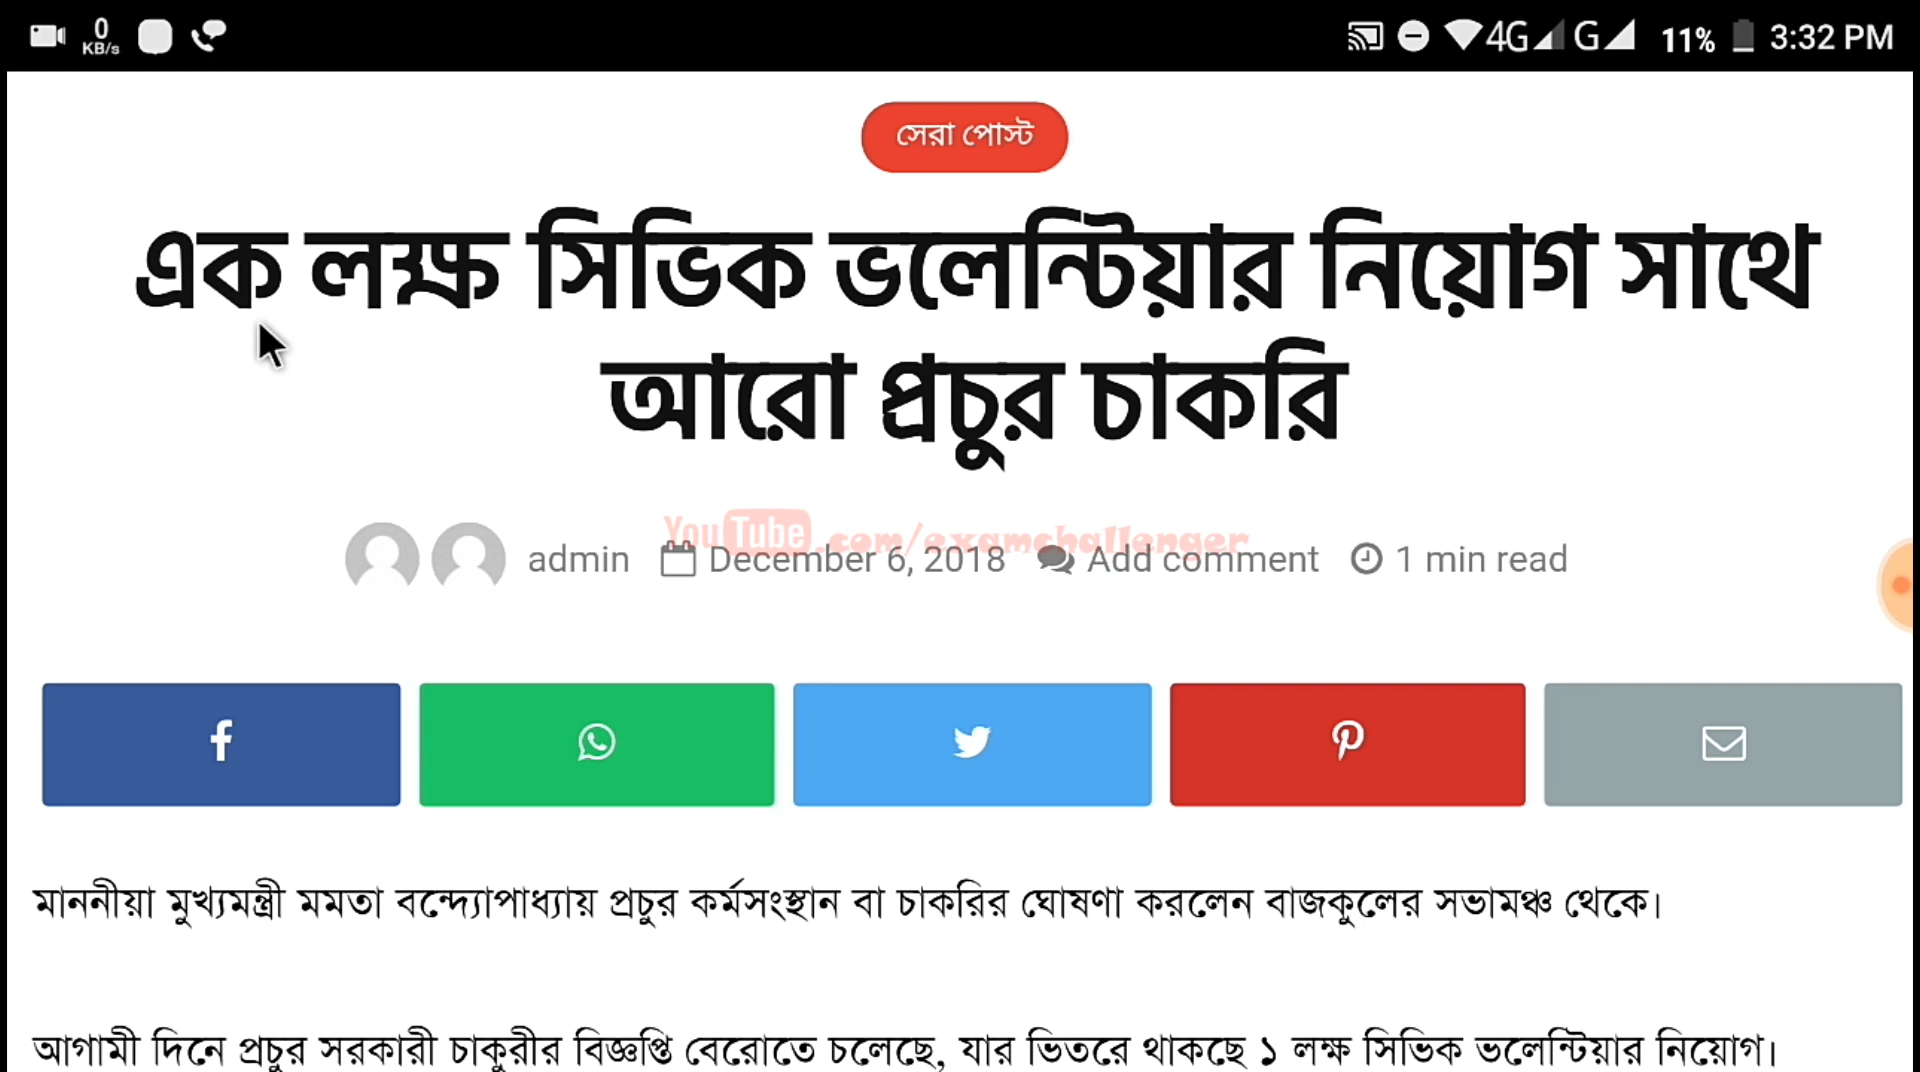 0 KB/s 4G G 11% 3:32 PM
সেরা পোস্ট
এক লক্ষ সিভিক ভলেন্টিয়ার নিয়োগ সাথে
আরো প্রচুর চাকরি
YouTube.com/examchallenger
admin December 6, 2018 Add comment 1 min read
মাননীয়া মুখ্যমন্ত্রী মমতা বন্দ্যোপাধ্যায় প্রচুর কর্মসংস্থান বা চাকরির ঘোষণা করলেন বাজকুলের সভামঞ্চ থেকে।
আগামী দিনে প্রচুর সরকারী চাকুরীর বিজ্ঞপ্তি বেরোতে চলেছে, যার ভিতরে থাকছে ১ লক্ষ সিভিক ভলেন্টিয়ার নিয়োগ।